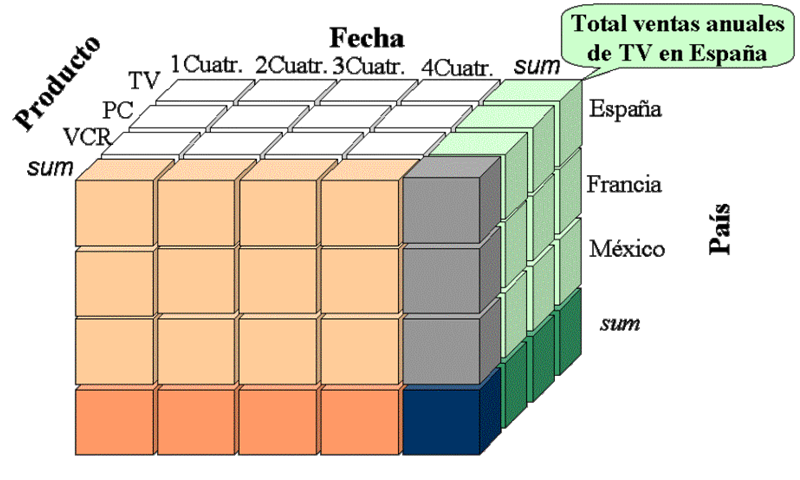 Total ventas anuales
de TV en España
Fecha
Producto
1Cuatr. 2Cuatr. 3Cuatr. 4Cuatr. sum
TV
PC
VCR
sum
España
Francia
México
sum
País